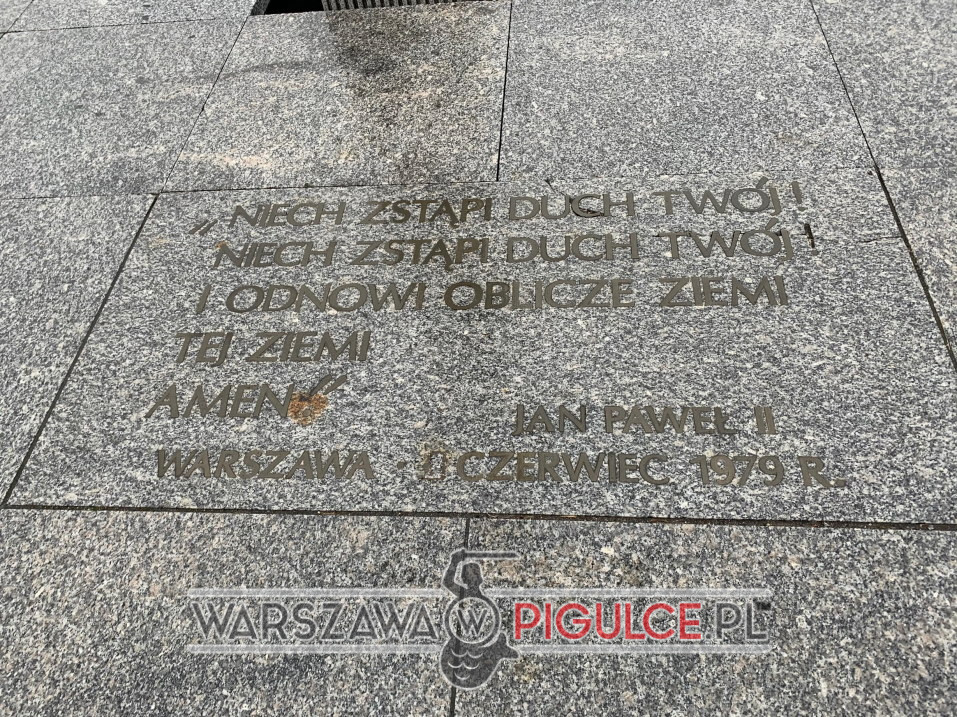 „NIECH ZSTĄPI DUCH TWÓJ!
NIECH ZSTĄPI DUCH TWÓJ!
I ODNOWI OBLICZE ZIEMI
TEJ ZIEMI
AMEN“
JAN PAWEŁ II
WARSZAWA - CZERWIEC 1979 R.
WARSZAWA W PIGULCE.PL